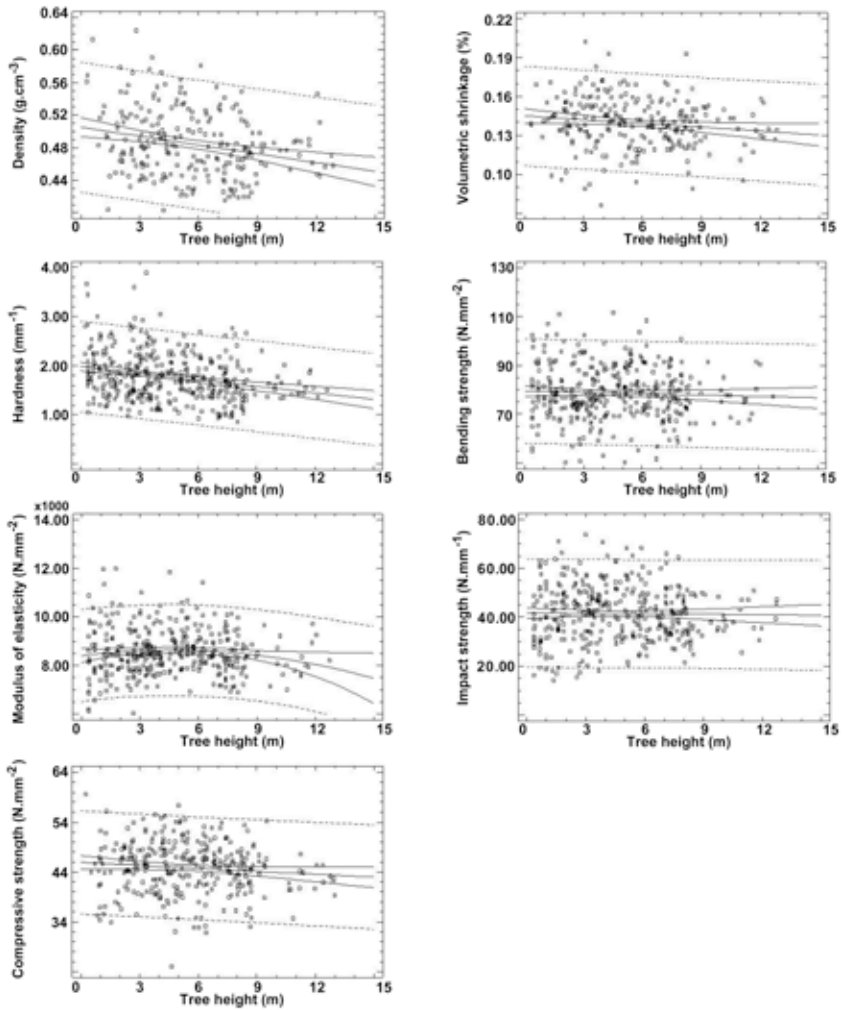 0.64
0.60
0.56
0.52
0.48
0.44
Density (g.cm⁻³)
0 3 6 9 12 15
Tree height (m)
0.22
0.19
0.16
0.13
0.10
Volumetric shrinkage (%)
0 3 6 9 12 15
Tree height (m)
4.00
3.00
2.00
1.00
Hardness (mm⁻¹)
0 3 6 9 12 15
Tree height (m)
130
110
90
70
Bending strength (N.mm⁻²)
0 3 6 9 12 15
Tree height (m)
x1000
14.00
12.00
10.00
8.00
Modulus of elasticity (N.mm⁻²)
0 3 6 9 12 15
Tree height (m)
80.00
60.00
40.00
20.00
Impact strength (N.mm⁻¹)
0 3 6 9 12 15
Tree height (m)
64
54
44
34
Compressive strength (N.mm⁻²)
0 3 6 9 12 15
Tree height (m)